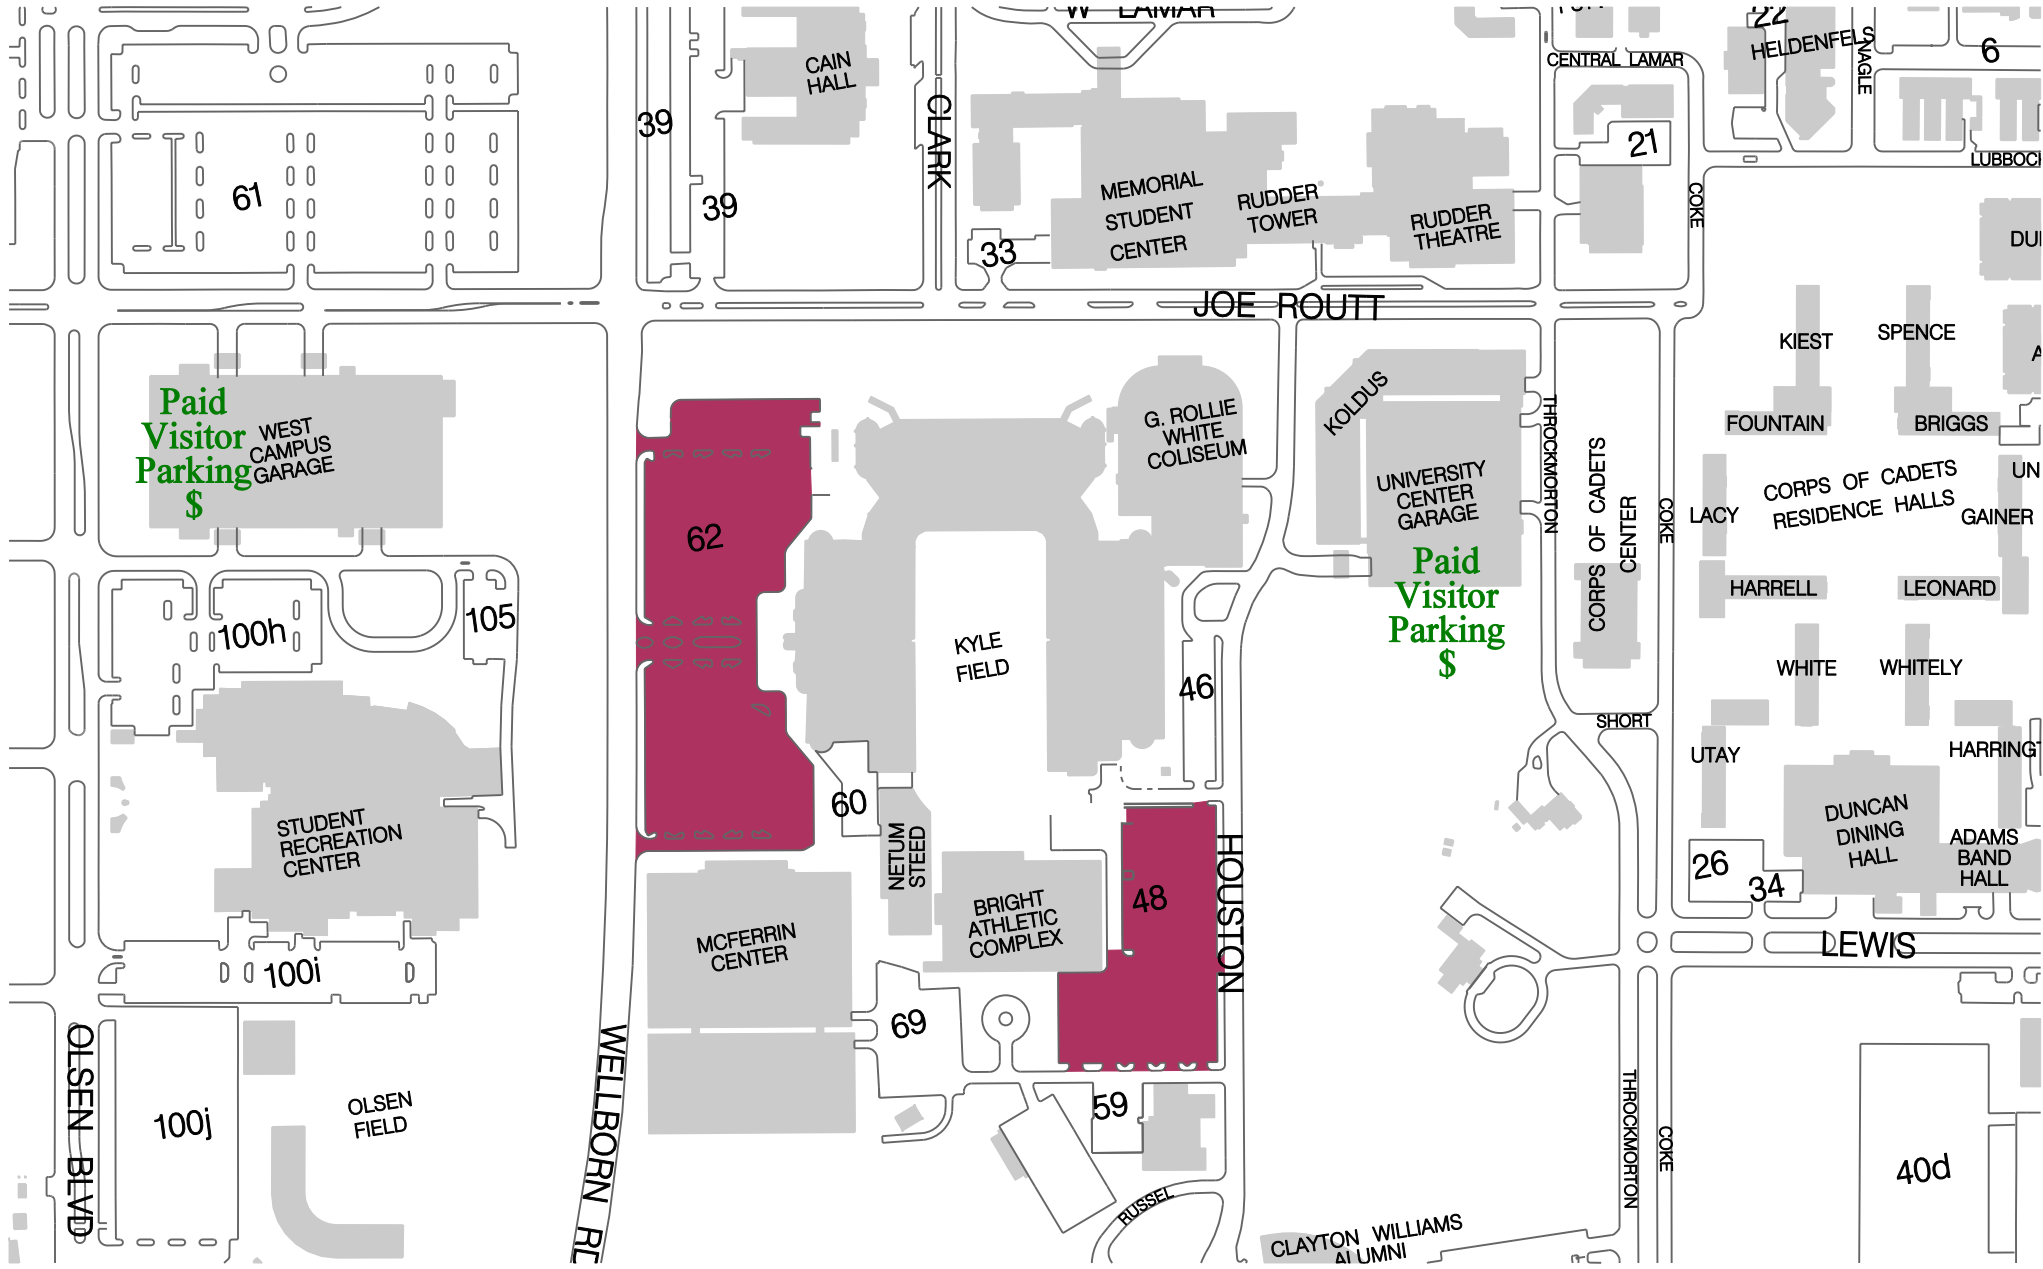 W LAMAR
22
HELDENFELS
NAGLE
6
CENTRAL LAMAR
CAIN
HALL
39
CLARK
21
LUBBOCK
61
39
MEMORIAL
STUDENT
CENTER
RUDDER
TOWER
RUDDER
THEATRE
COKE
33
JOE ROUTT
KIEST
SPENCE
Paid
Visitor
Parking
$
WEST
CAMPUS
GARAGE
KOLDUS
G. ROLLIE
WHITE
COLISEUM
THROCKMORTON
FOUNTAIN
BRIGGS
UNIVERSITY
CENTER
GARAGE
CORPS OF CADETS
CENTER
COKE
CORPS OF CADETS
RESIDENCE HALLS
LACY
GAINER
62
Paid
Visitor
Parking
$
HARRELL
LEONARD
100h
105
KYLE
FIELD
46
WHITE
WHITELY
SHORT
UTAY
HARRINGT
60
STUDENT
RECREATION
CENTER
NETUM
STEED
HOUSTON
DUNCAN
DINING
HALL
ADAMS
BAND
HALL
26
34
48
BRIGHT
ATHLETIC
COMPLEX
MCFERRIN
CENTER
LEWIS
100i
69
OLSEN BLVD
WELLBORN RD
100j
OLSEN
FIELD
59
THROCKMORTON
COKE
40d
RUSSEL
CLAYTON WILLIAMS
ALUMNI